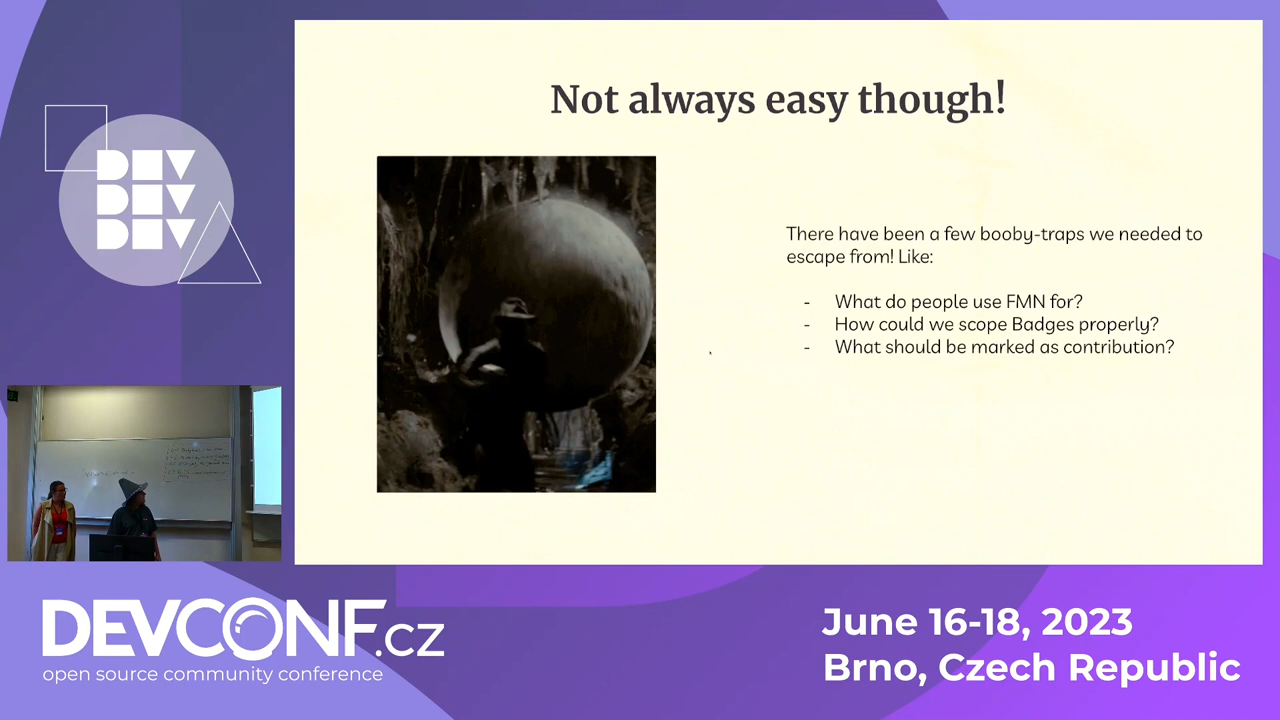 Not always easy though!
There have been a few booby-traps we needed to
escape from! Like:
- What do people use FMN for?
- How could we scope Badges properly?
- What should be marked as contribution?
DEV
DEV
DEV
DEVCONF.cz
open source community conference
June 16-18, 2023
Brno, Czech Republic